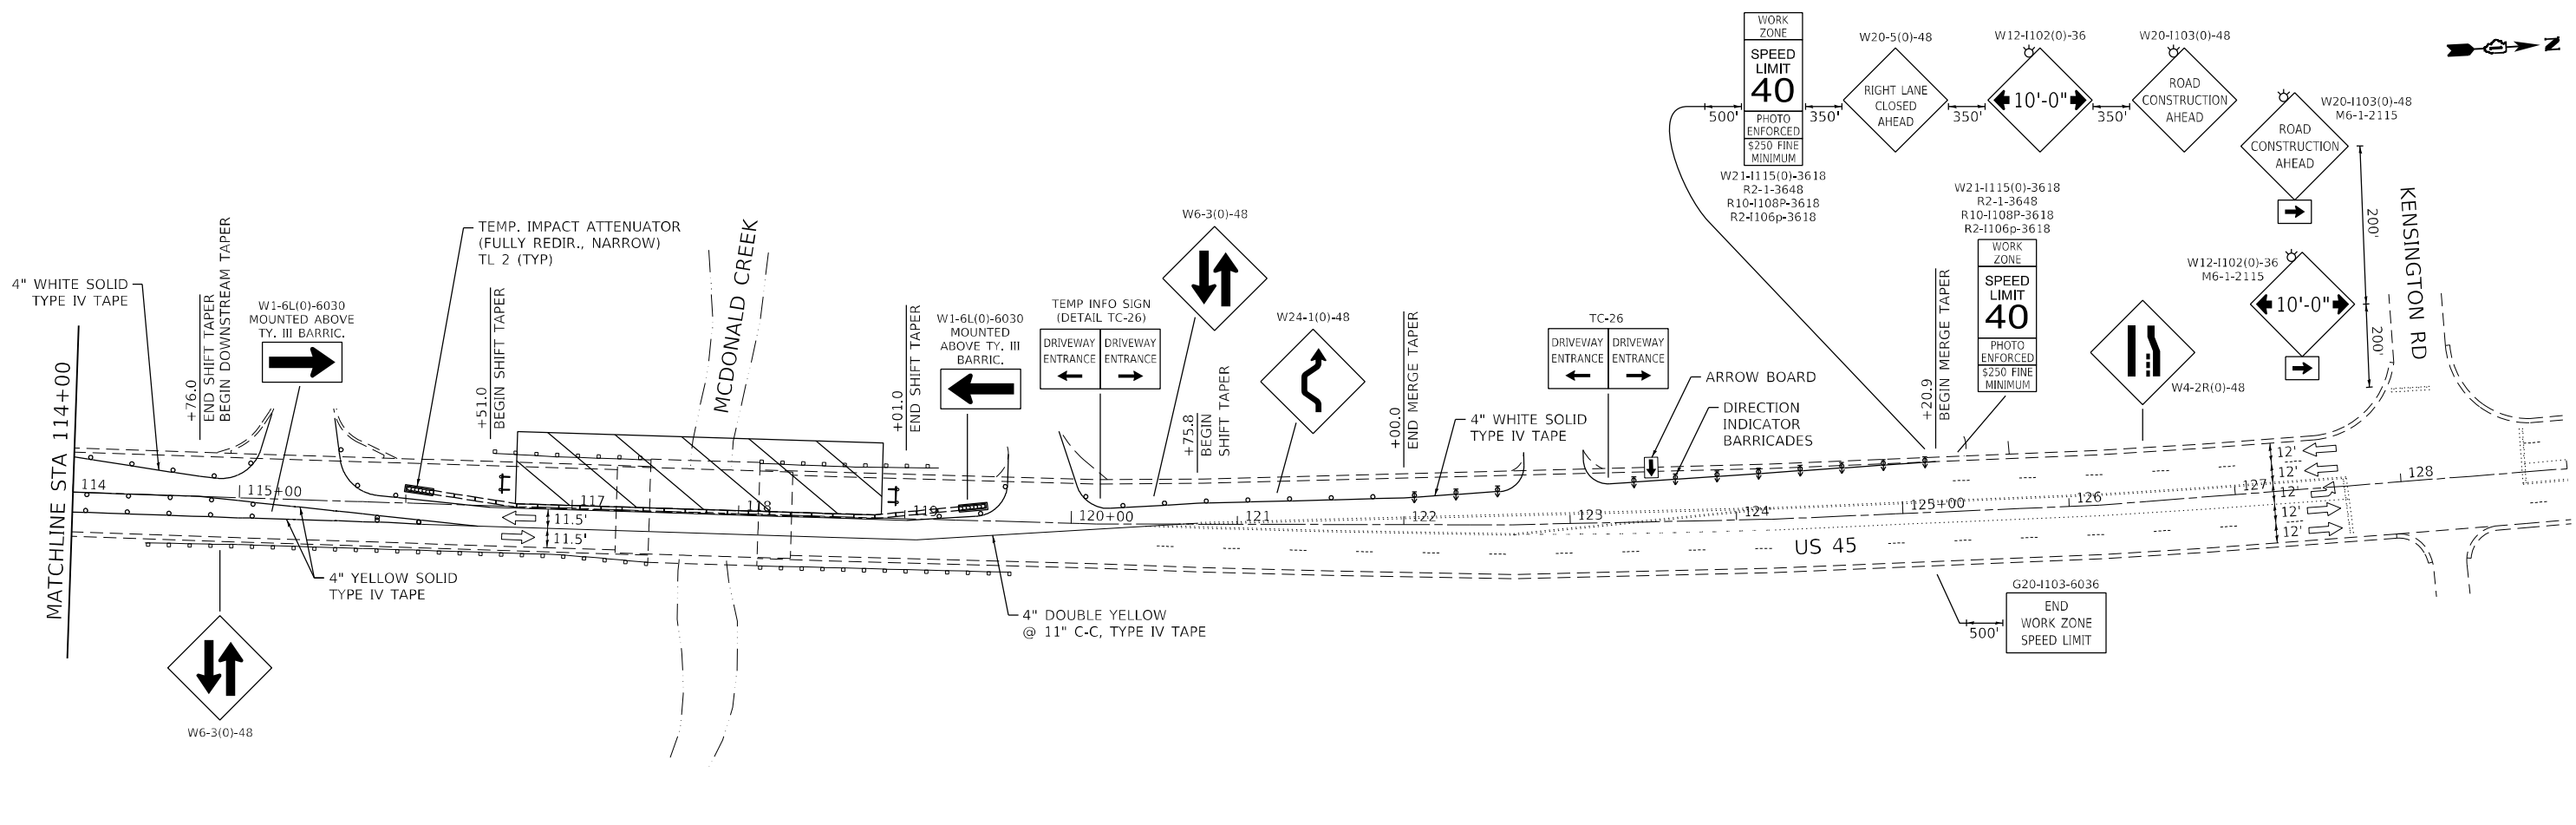 WORK
ZONE
SPEED
LIMIT
40
PHOTO
ENFORCED
$250 FINE
MINIMUM
W21-I115(0)-3618
R2-1-3648
R10-I108P-3618
R2-I106p-3618
500'
350'
W20-5(0)-48
RIGHT LANE
CLOSED
AHEAD
350'
W12-I102(0)-36
10'-0"
350'
W20-I103(0)-48
ROAD
CONSTRUCTION
AHEAD
N
W20-I103(0)-48
M6-1-2115
ROAD
CONSTRUCTION
AHEAD
200'
KENSINGTON RD
W12-I102(0)-36
M6-1-2115
10'-0"
200'
W21-I115(0)-3618
R2-1-3648
R10-I108P-3618
R2-I106p-3618
WORK
ZONE
SPEED
LIMIT
40
PHOTO
ENFORCED
$250 FINE
MINIMUM
W4-2R(0)-48
+20.9
BEGIN MERGE TAPER
4" WHITE SOLID
TYPE IV TAPE
+76.0
END SHIFT TAPER
BEGIN DOWNSTREAM TAPER
W1-6L(0)-6030
MOUNTED ABOVE
TY. III BARRIC.
TEMP. IMPACT ATTENUATOR
(FULLY REDIR., NARROW)
TL 2 (TYP)
+51.0
BEGIN SHIFT TAPER
MCDONALD CREEK
+01.0
END SHIFT TAPER
W1-6L(0)-6030
MOUNTED
ABOVE TY. III
BARRIC.
TEMP INFO SIGN
(DETAIL TC-26)
DRIVEWAY
ENTRANCE
DRIVEWAY
ENTRANCE
W6-3(0)-48
+75.8
BEGIN
SHIFT TAPER
W24-1(0)-48
+00.0
END MERGE TAPER
4" WHITE SOLID
TYPE IV TAPE
TC-26
DRIVEWAY
ENTRANCE
DRIVEWAY
ENTRANCE
ARROW BOARD
DIRECTION
INDICATOR
BARRICADES
MATCHLINE STA 114+00
114
115+00
117
118
119
120+00
121
122
123
124
125+00
126
127
128
11.5'
11.5'
12'
12'
12'
12'
12'
US 45
4" YELLOW SOLID
TYPE IV TAPE
4" DOUBLE YELLOW
@ 11" C-C, TYPE IV TAPE
W6-3(0)-48
500'
G20-I103-6036
END
WORK ZONE
SPEED LIMIT